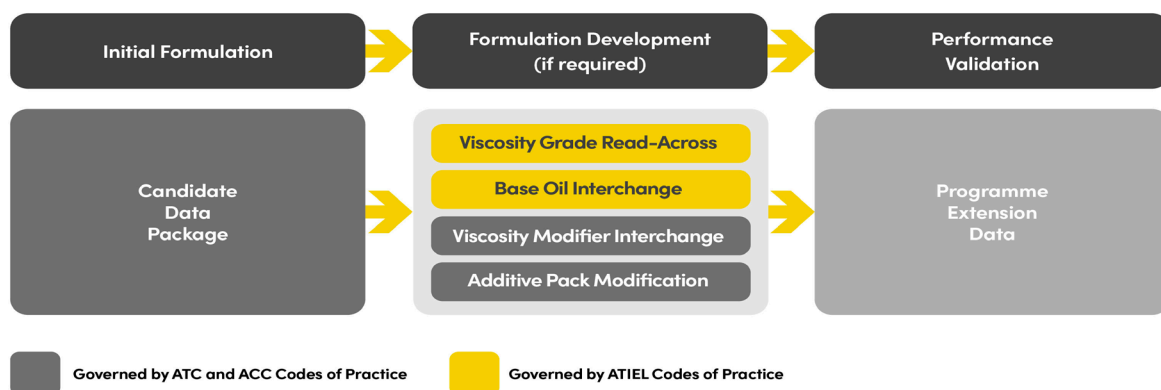 Initial Formulation
Formulation Development
(if required)
Performance
Validation
Candidate
Data
Package
Viscosity Grade Read-Across
Base Oil Interchange
Viscosity Modifier Interchange
Additive Pack Modification
Programme
Extension
Data
Governed by ATC and ACC Codes of Practice
Governed by ATIEL Codes of Practice